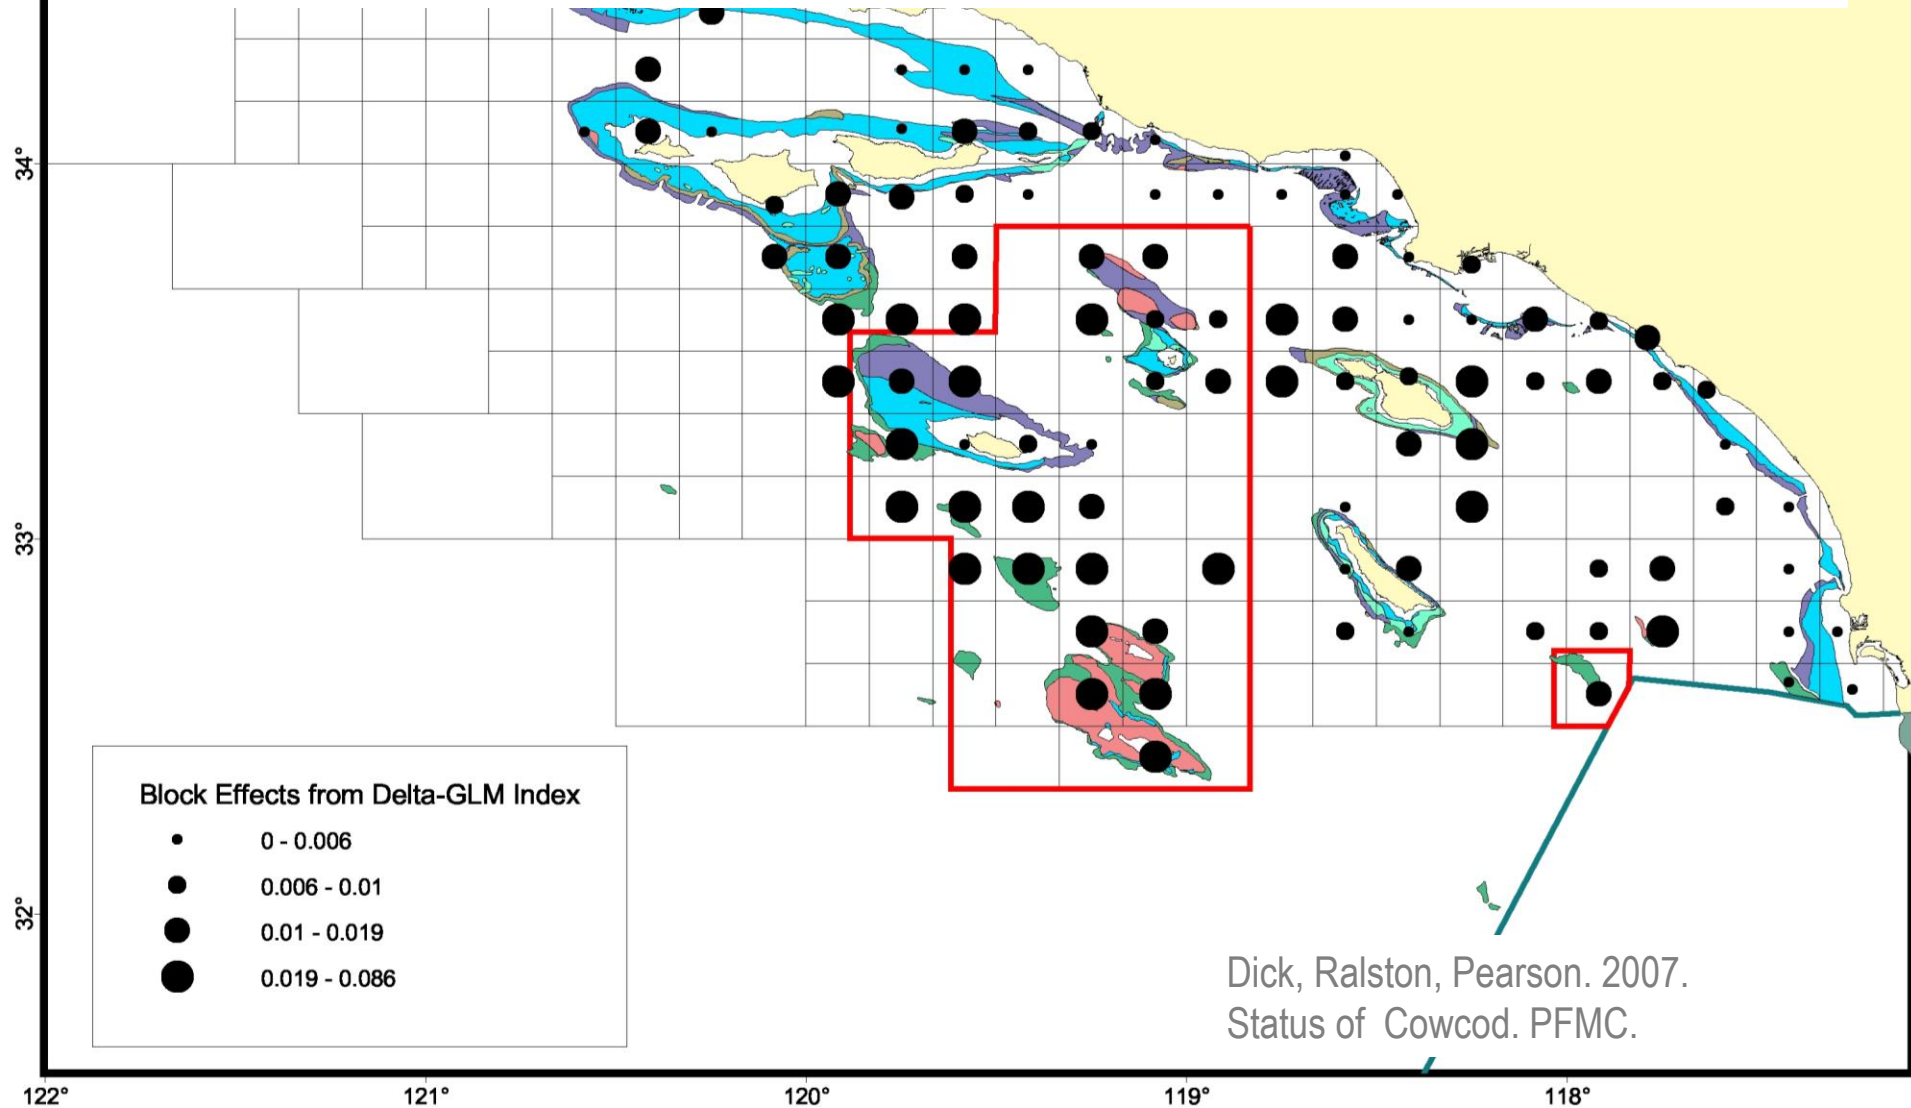 34°
33°
32°
Block Effects from Delta-GLM Index
0 - 0.006
0.006 - 0.01
0.01 - 0.019
0.019 - 0.086
Dick, Ralston, Pearson. 2007.
Status of Cowcod. PFMC.
122° 121° 120° 119° 118°